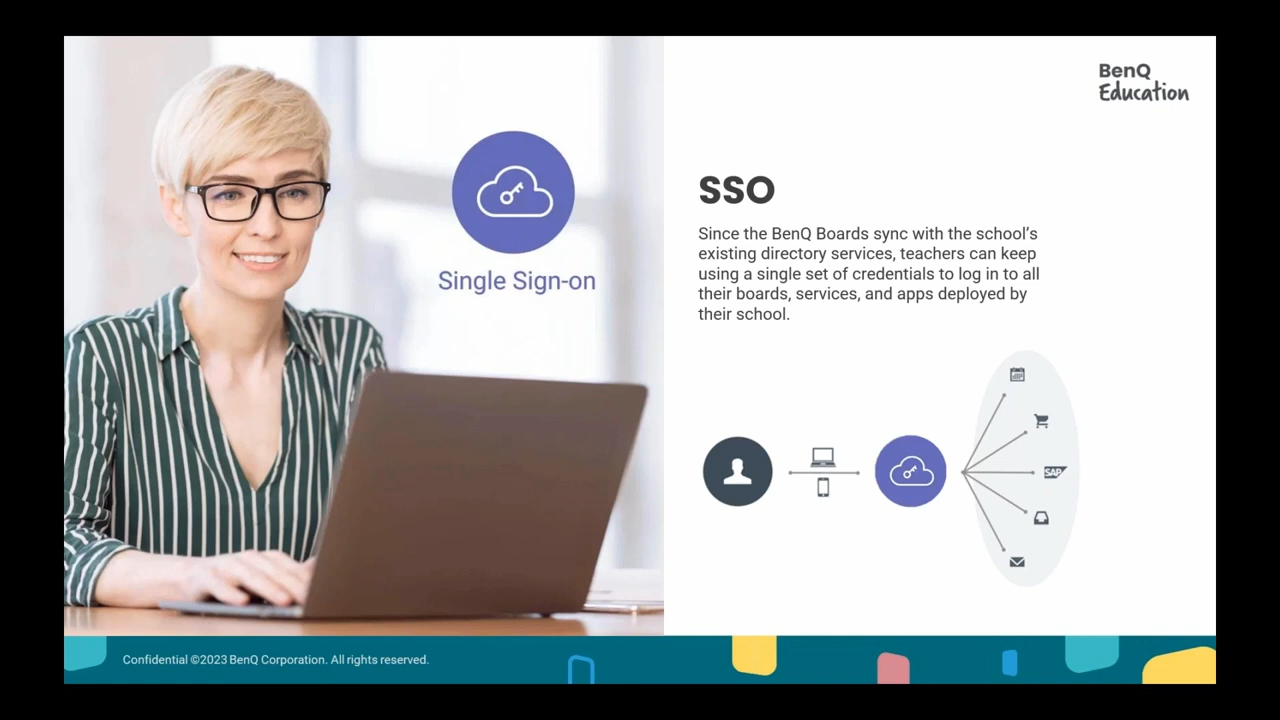 BenQ
Education
Single Sign-on
SSO
Since the BenQ Boards sync with the school’s
existing directory services, teachers can keep
using a single set of credentials to log in to all
their boards, services, and apps deployed by
their school.
SAP
Confidential ©2023 BenQ Corporation. All rights reserved.